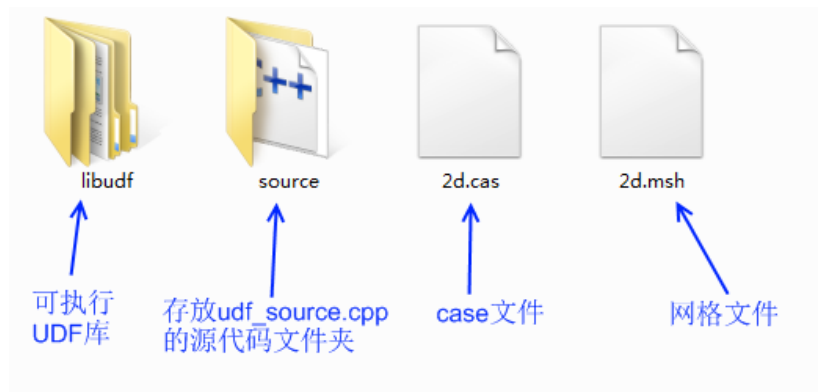 libudf
source
2d.cas
2d.msh
可执行
UDF库
存放udf_source.cpp
的源代码文件夹
case文件
网格文件